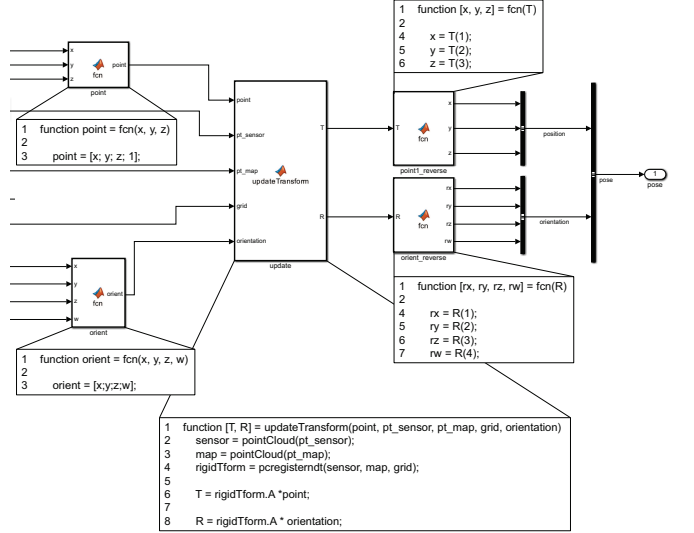 x
y
z
fcn
point
point
1 function point = fcn(x, y, z)
2
3 point = [x; y; z; 1];
point
pt_sensor
pt_map
grid
orientation
updateTransform
T
R
update
x
y
z
w
fcn
orient
orient
1 function orient = fcn(x, y, z, w)
2
3 orient = [x;y;z;w];
1 function [x, y, z] = fcn(T)
2
4 x = T(1);
5 y = T(2);
6 z = T(3);
T
fcn
x
y
z
point1_reverse
position
R
fcn
rx
ry
rz
rw
orient_reverse
orientation
pose
1
pose
1 function [rx, ry, rz, rw] = fcn(R)
2
4 rx = R(1);
5 ry = R(2);
6 rz = R(3);
7 rw = R(4);
1 function [T, R] = updateTransform(point, pt_sensor, pt_map, grid, orientation)
2 sensor = pointCloud(pt_sensor);
3 map = pointCloud(pt_map);
4 rigidTform = pcregisterndt(sensor, map, grid);
5
6 T = rigidTform.A *point;
7
8 R = rigidTform.A * orientation;